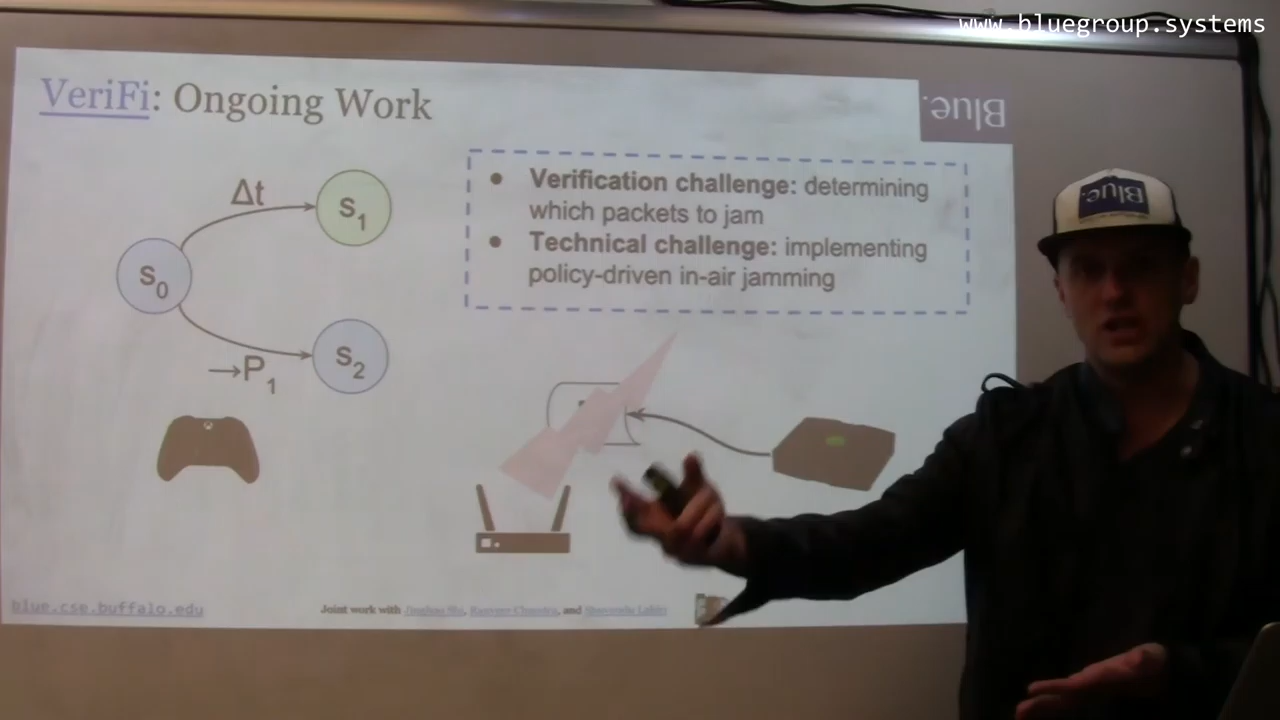 www.bluegroup.systems
VeriFi: Ongoing Work
Blue.
Blue.
Δt
S1
S0
S2
→P1
● Verification challenge: determining
which packets to jam
● Technical challenge: implementing
policy-driven in-air jamming
blue.cse.buffalo.edu
Joint work with and